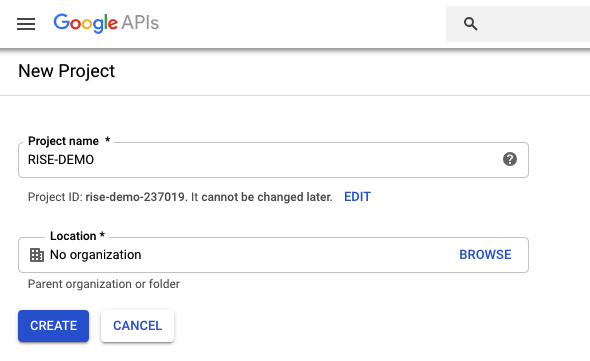 Google APIs
New Project
Project name *
RISE-DEMO
Project ID: rise-demo-237019. It cannot be changed later. EDIT
Location *
No organization BROWSE
Parent organization or folder
CREATE CANCEL